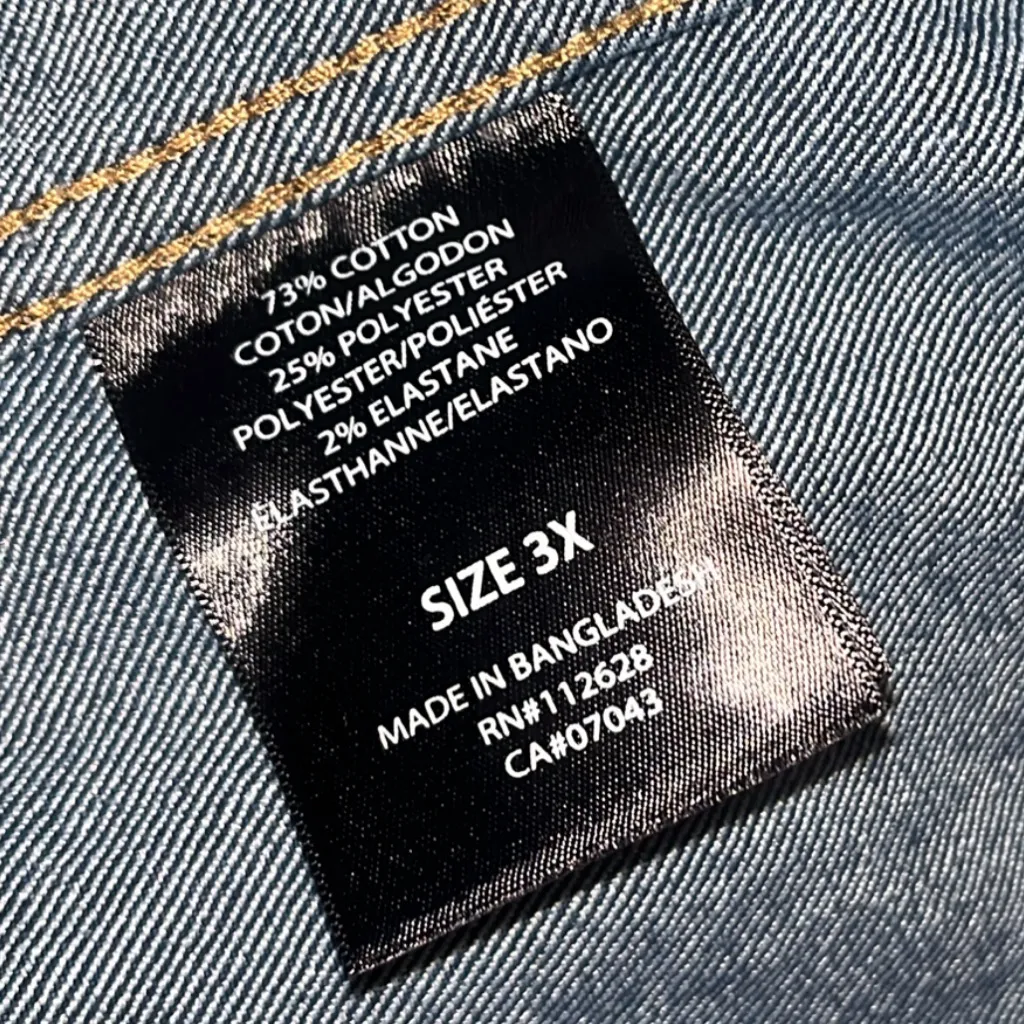 73% COTTON
COTON/ALGODON
25% POLYESTER
POLYESTER/POLIÉSTER
2% ELASTANE
ÉLASTHANNE/ELASTANO
SIZE 3X
MADE IN BANGLADESH
RN#112628
CA#07043